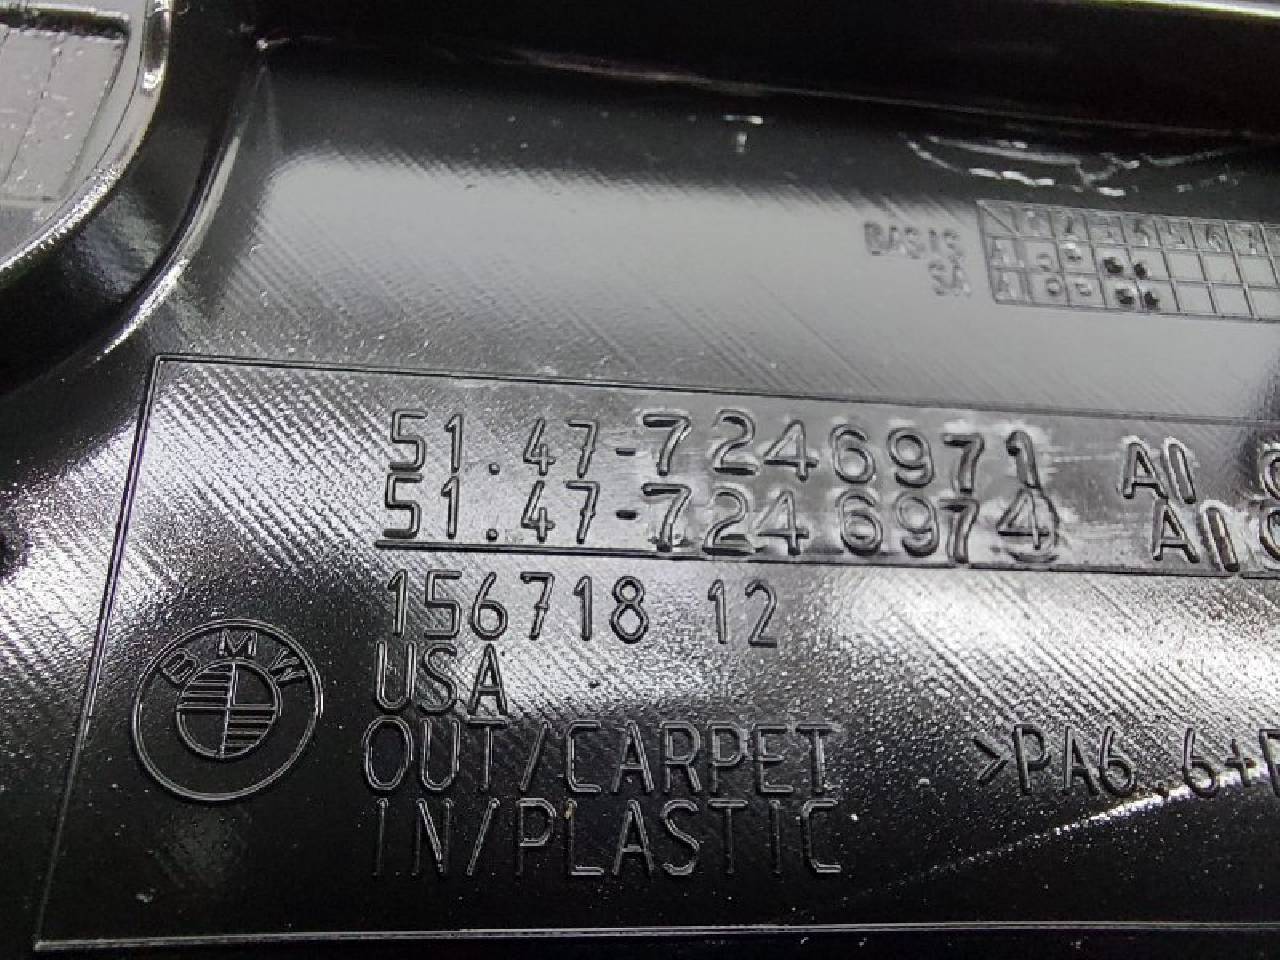 BASIS
SA
51.47-7246971 AI
51.47-7246974 AI
156718 12
BMW
USA
OUT/CARPET
>PA6.6+
IN/PLASTIC